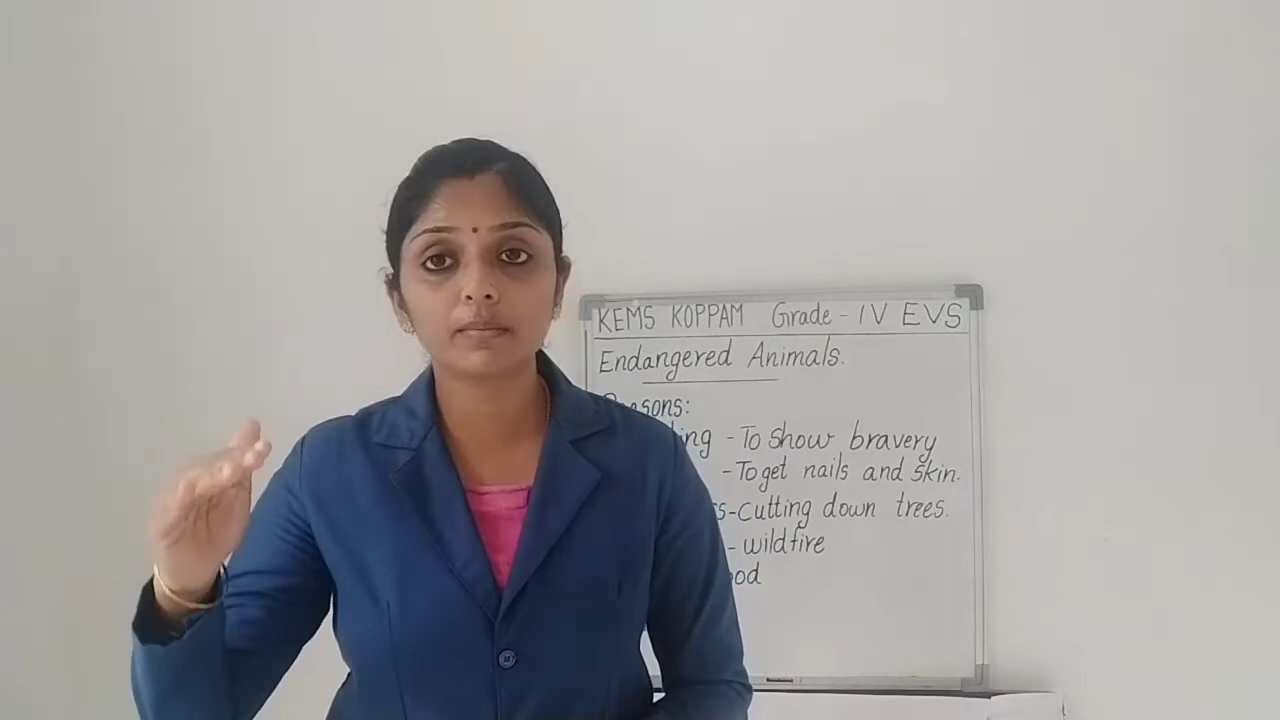 KEMS KOPPAM Grade - IV EVS
Endangered Animals.
Reasons:
- To show bravery
- To get nails and skin.
- cutting down trees.
- wildfire